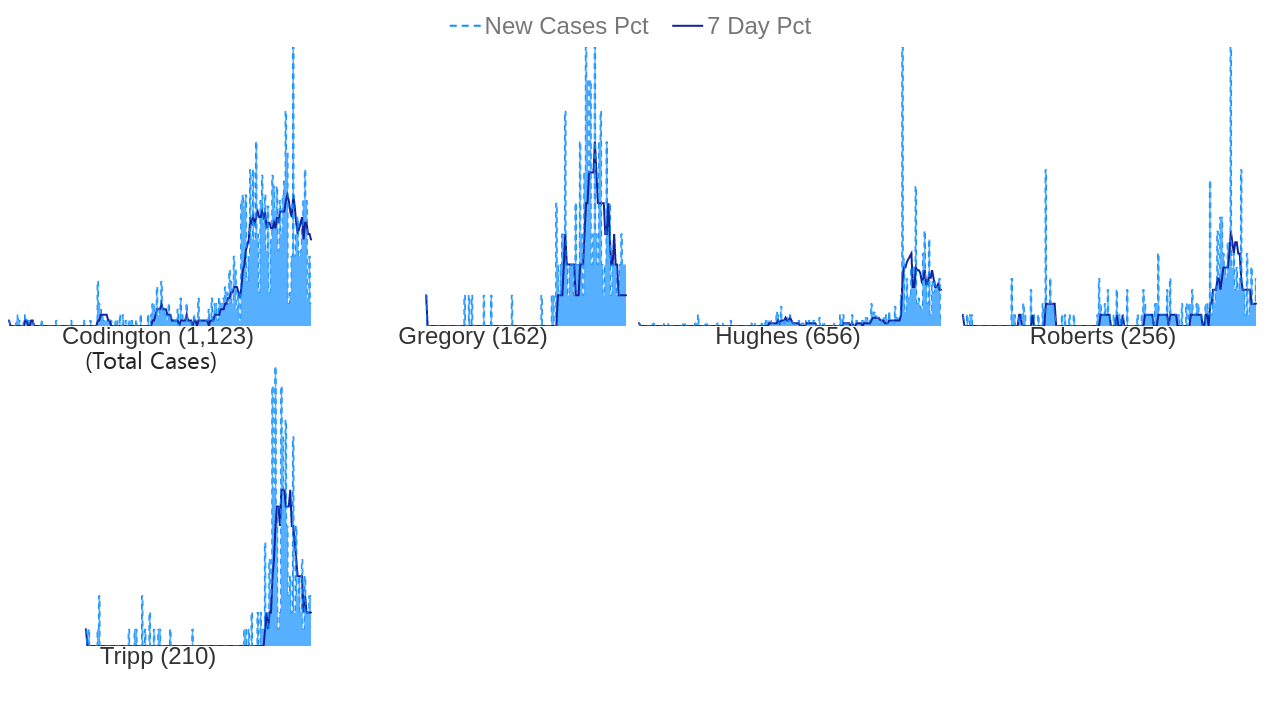 New Cases Pct 7 Day Pct
Codington (1,123) Gregory (162) Hughes (656) Roberts (256)
(Total Cases)
Tripp (210)